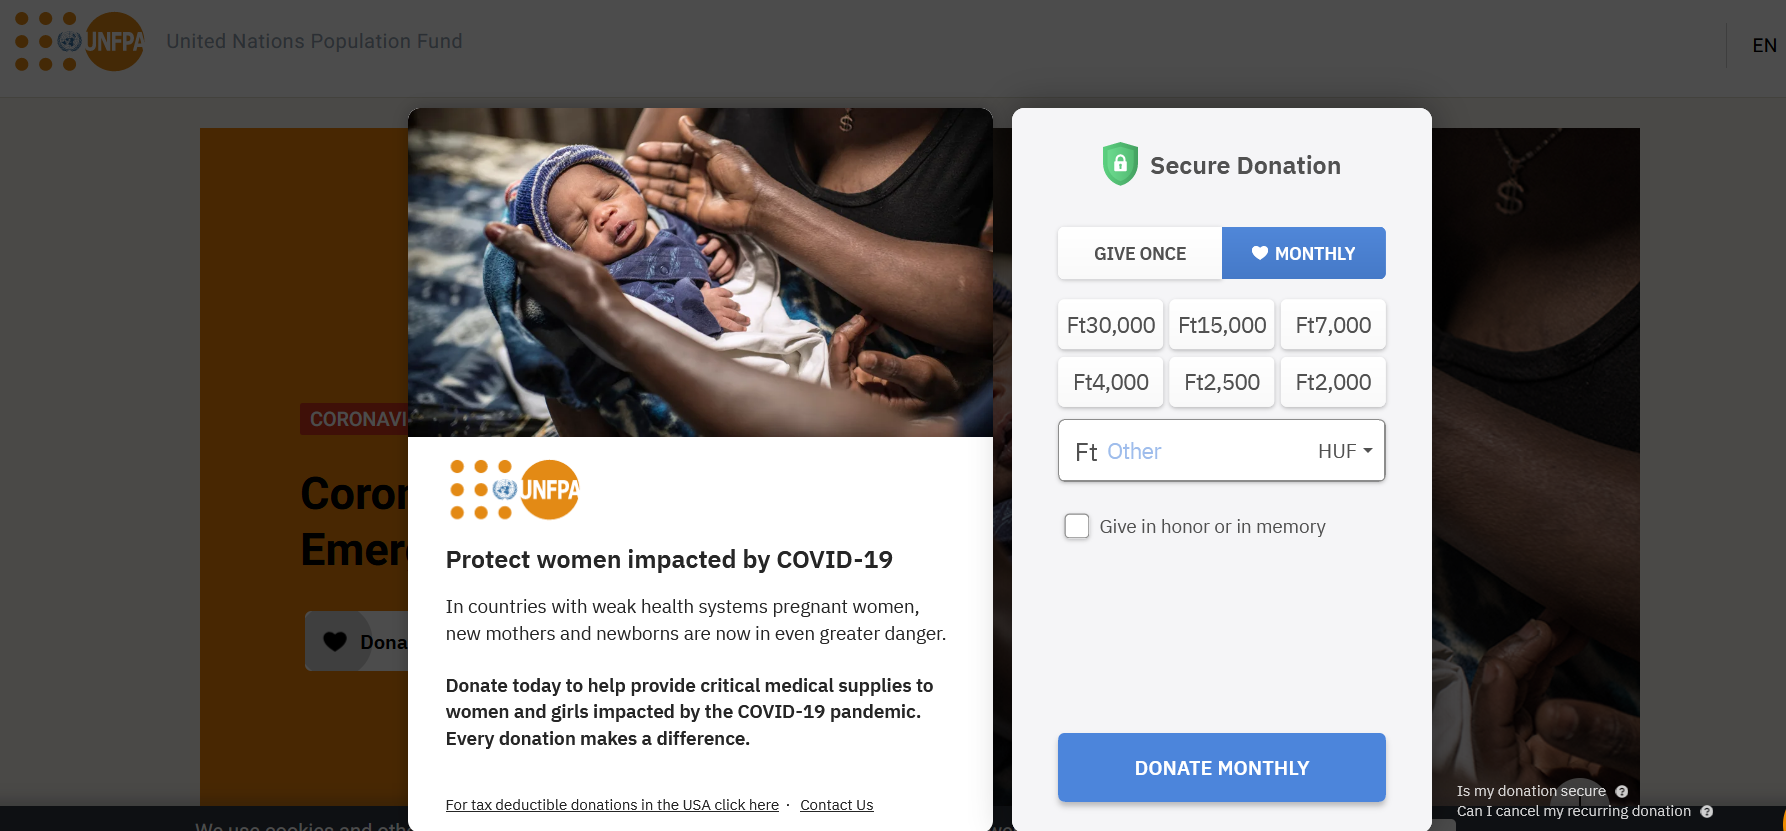 UNFPA
United Nations Population Fund
EN
CORONAVI
Coron
Emer
Dona
UNFPA
Protect women impacted by COVID-19
In countries with weak health systems pregnant women,
new mothers and newborns are now in even greater danger.
Donate today to help provide critical medical supplies to
women and girls impacted by the COVID-19 pandemic.
Every donation makes a difference.
For tax deductible donations in the USA click here · Contact Us
Secure Donation
GIVE ONCE
MONTHLY
Ft30,000
Ft15,000
Ft7,000
Ft4,000
Ft2,500
Ft2,000
Ft Other
HUF
Give in honor or in memory
DONATE MONTHLY
Is my donation secure ?
Can I cancel my recurring donation ?
We use cookies and othe